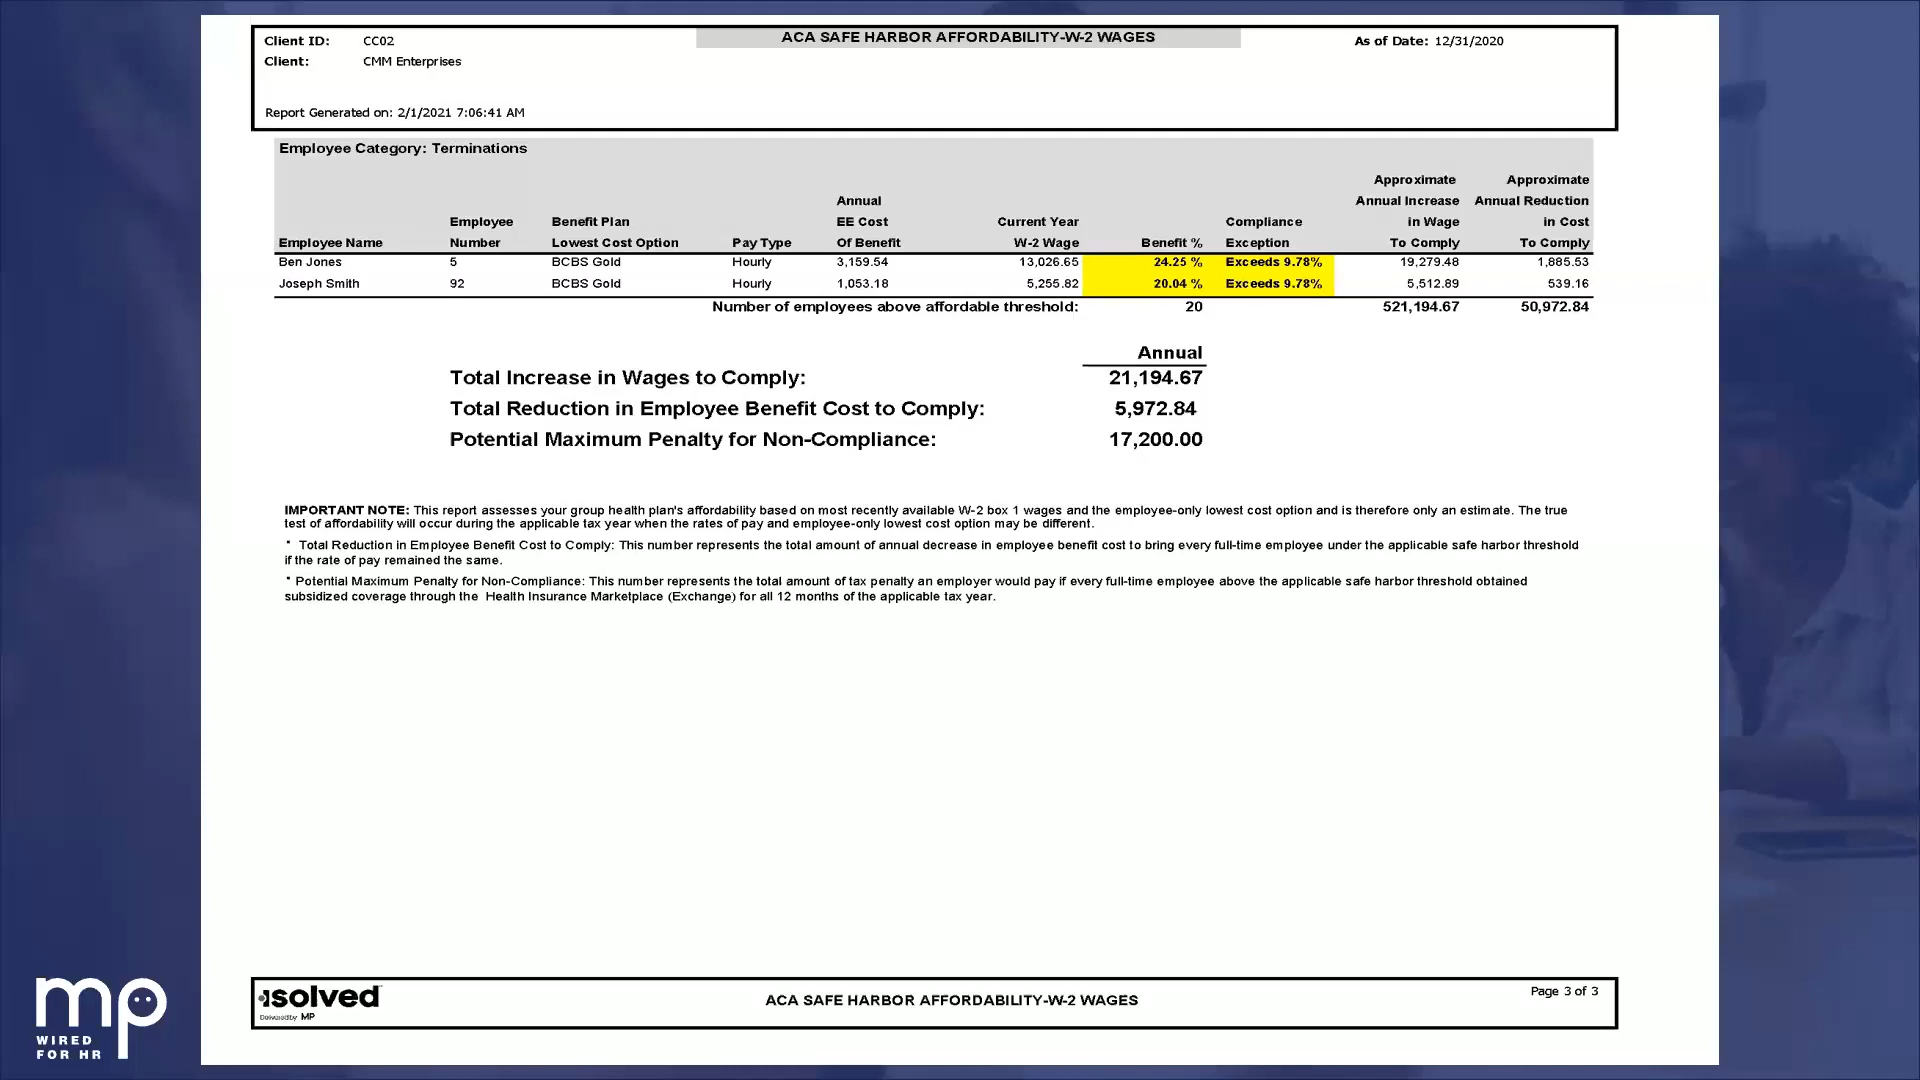 Client ID: CC02
ACA SAFE HARBOR AFFORDABILITY-W-2 WAGES
As of Date: 12/31/2020
Client: CMM Enterprises
Report Generated on: 2/1/2021 7:06:41 AM
Employee Category: Terminations
Approximate Approximate
Annual Annual Increase Annual Reduction
Employee Benefit Plan EE Cost Current Year Compliance in Wage in Cost
Employee Name Number Lowest Cost Option Pay Type Of Benefit W-2 Wage Benefit % Exception To Comply To Comply
Ben Jones 5 BCBS Gold Hourly 3,159.54 13,026.65 24.25 % Exceeds 9.78% 19,279.48 1,885.53
Joseph Smith 92 BCBS Gold Hourly 1,053.18 5,255.82 20.04 % Exceeds 9.78% 5,512.89 539.16
Number of employees above affordable threshold: 20 521,194.67 50,972.84
Annual
Total Increase in Wages to Comply: 21,194.67
Total Reduction in Employee Benefit Cost to Comply: 5,972.84
Potential Maximum Penalty for Non-Compliance: 17,200.00
IMPORTANT NOTE: This report assesses your group health plan's affordability based on most recently available W-2 box 1 wages and the employee-only lowest cost option and is therefore only an estimate. The true
test of affordability will occur during the applicable tax year when the rates of pay and employee-only lowest cost option may be different.
* Total Reduction in Employee Benefit Cost to Comply: This number represents the total amount of annual decrease in employee benefit cost to bring every full-time employee under the applicable safe harbor threshold
if the rate of pay remained the same.
* Potential Maximum Penalty for Non-Compliance: This number represents the total amount of tax penalty an employer would pay if every full-time employee above the applicable safe harbor threshold obtained
subsidized coverage through the Health Insurance Marketplace (Exchange) for all 12 months of the applicable tax year.
isolved
Delivered by MP
ACA SAFE HARBOR AFFORDABILITY-W-2 WAGES
Page 3 of 3
mp
WIRED
FOR HR